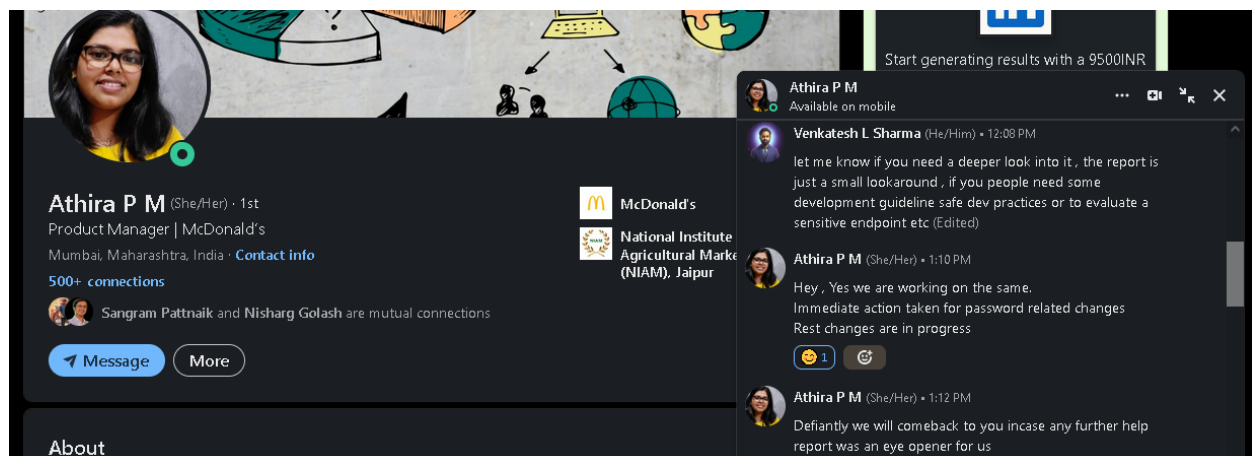 Start generating results with a 9500INR
Athira P M (She/Her) · 1st
Product Manager | McDonald's
Mumbai, Maharashtra, India · Contact info
500+ connections
Sangram Pattnaik and Nisharg Golash are mutual connections
Message
More
McDonald's
NIAM
National Institute
Agricultural Marke
(NIAM), Jaipur
About
Athira P M
Available on mobile
Venkatesh L Sharma (He/Him) • 12:08 PM
let me know if you need a deeper look into it , the report is
just a small lookaround , if you people need some
development guideline safe dev practices or to evaluate a
sensitive endpoint etc (Edited)
Athira P M (She/Her) • 1:10 PM
Hey , Yes we are working on the same.
Immediate action taken for password related changes
Rest changes are in progress
1
Athira P M (She/Her) • 1:12 PM
Defiantly we will comeback to you incase any further help
report was an eye opener for us